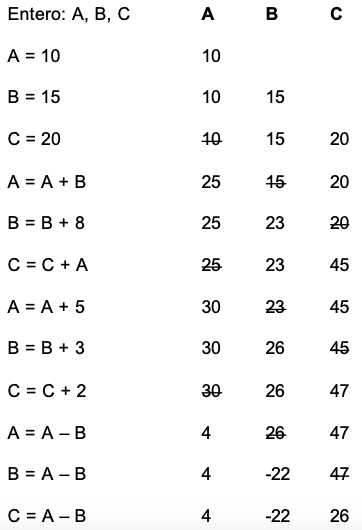 Entero: A, B, C A B C
A = 10 10
B = 15 10 15
C = 20 10 15 20
A = A + B 25 15 20
B = B + 8 25 23 20
C = C + A 25 23 45
A = A + 5 30 23 45
B = B + 3 30 26 45
C = C + 2 30 26 47
A = A – B 4 26 47
B = A – B 4 -22 47
C = A – B 4 -22 26